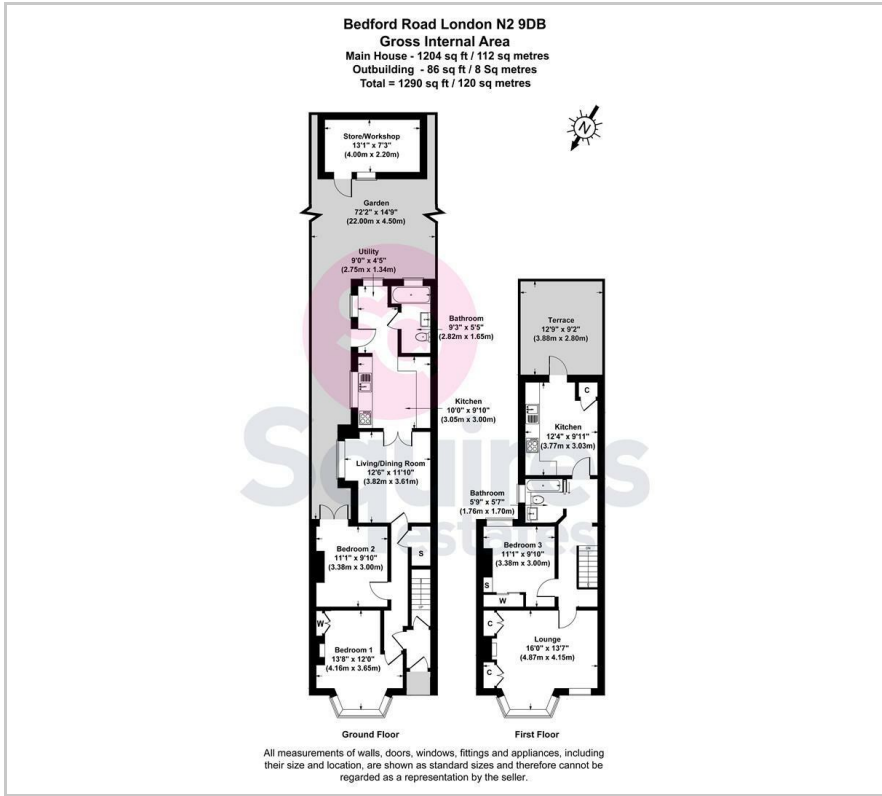 Bedford Road London N2 9DB
Gross Internal Area
Main House - 1204 sq ft / 112 sq metres
Outbuilding - 86 sq ft / 8 Sq metres
Total = 1290 sq ft / 120 sq metres
N
Store/Workshop
13'1" x 7'3"
(4.00m x 2.20m)
Garden
72'2" x 14'9"
(22.00m x 4.50m)
Utility
9'0" x 4'5"
(2.75m x 1.34m)
Bathroom
9'3" x 5'5"
(2.82m x 1.65m)
Kitchen
10'0" x 9'10"
(3.05m x 3.00m)
Living/Dining Room
12'6" x 11'10"
(3.82m x 3.61m)
S
Bedroom 2
11'1" x 9'10"
(3.38m x 3.00m)
W
Bedroom 1
13'8" x 12'0"
(4.16m x 3.65m)
Ground Floor
Terrace
12'9" x 9'2"
(3.88m x 2.80m)
C
Kitchen
12'4" x 9'11"
(3.77m x 3.03m)
Bathroom
5'9" x 5'7"
(1.76m x 1.70m)
Bedroom 3
11'1" x 9'10"
(3.38m x 3.00m)
S
W
C
Lounge
16'0" x 13'7"
(4.87m x 4.15m)
C
First Floor
SQ
Squires
estates
All measurements of walls, doors, windows, fittings and appliances, including
their size and location, are shown as standard sizes and therefore cannot be
regarded as a representation by the seller.